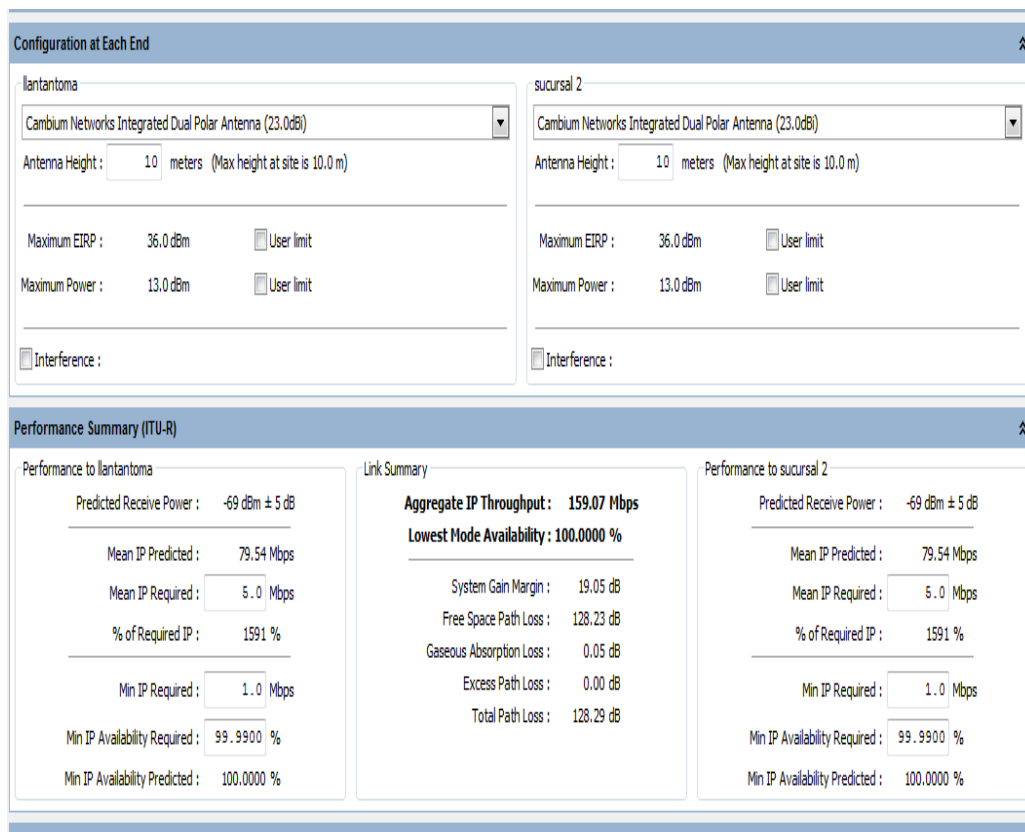 Configuration at Each End
llantantoma
Cambium Networks Integrated Dual Polar Antenna (23.0dBi)
Antenna Height : 10 meters (Max height at site is 10.0 m)
Maximum EIRP : 36.0 dBm User limit
Maximum Power : 13.0 dBm User limit
Interference :
sucursal 2
Cambium Networks Integrated Dual Polar Antenna (23.0dBi)
Antenna Height : 10 meters (Max height at site is 10.0 m)
Maximum EIRP : 36.0 dBm User limit
Maximum Power : 13.0 dBm User limit
Interference :
Performance Summary (ITU-R)
Performance to llantantoma
Predicted Receive Power : -69 dBm ± 5 dB
Mean IP Predicted : 79.54 Mbps
Mean IP Required : 5.0 Mbps
% of Required IP : 1591 %
Min IP Required : 1.0 Mbps
Min IP Availability Required : 99.9900 %
Min IP Availability Predicted : 100.0000 %
Link Summary
Aggregate IP Throughput : 159.07 Mbps
Lowest Mode Availability : 100.0000 %
System Gain Margin : 19.05 dB
Free Space Path Loss : 128.23 dB
Gaseous Absorption Loss : 0.05 dB
Excess Path Loss : 0.00 dB
Total Path Loss : 128.29 dB
Performance to sucursal 2
Predicted Receive Power : -69 dBm ± 5 dB
Mean IP Predicted : 79.54 Mbps
Mean IP Required : 5.0 Mbps
% of Required IP : 1591 %
Min IP Required : 1.0 Mbps
Min IP Availability Required : 99.9900 %
Min IP Availability Predicted : 100.0000 %